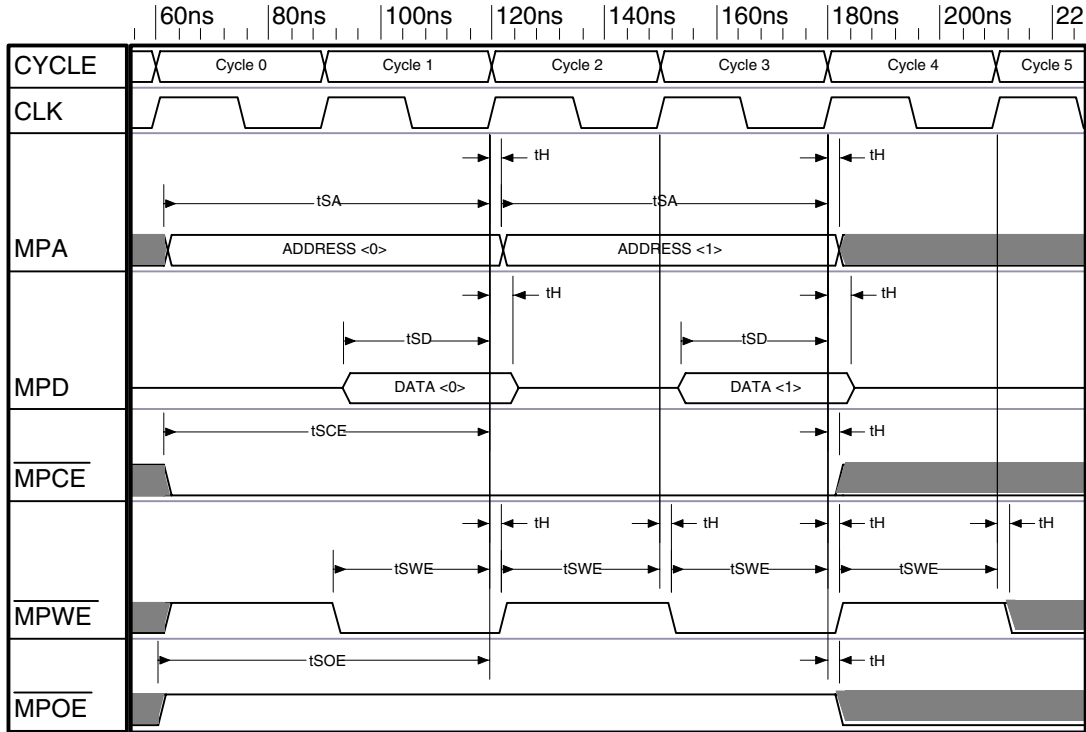 60ns 80ns 100ns 120ns 140ns 160ns 180ns 200ns 22
CYCLE Cycle 0 Cycle 1 Cycle 2 Cycle 3 Cycle 4 Cycle 5
CLK
tH tH
tSA tSA
MPA ADDRESS <0> ADDRESS <1>
tH tH
tSD tSD
MPD DATA <0> DATA <1>
tSCE tH
MPCE
tH tH tH tH
tSWE tSWE tSWE tSWE
MPWE
tSOE tH
MPOE